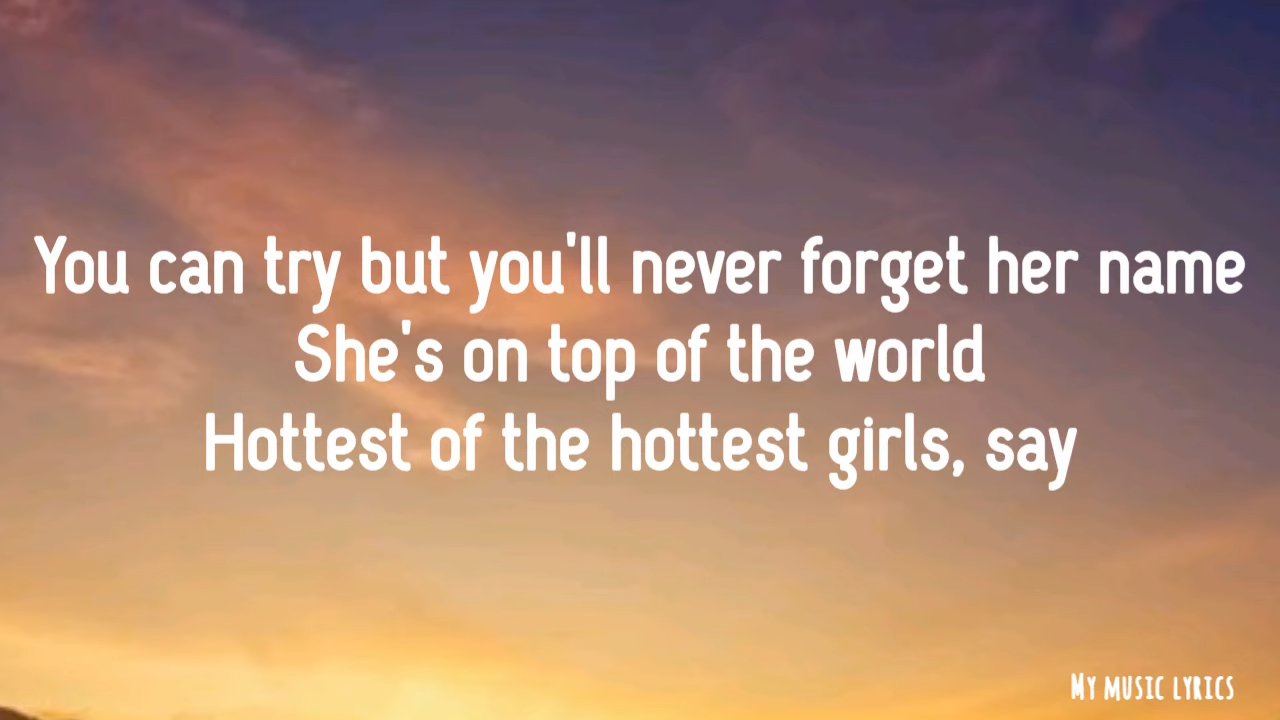 You can try but you'll never forget her name
She's on top of the world
Hottest of the hottest girls, say
My music lyrics